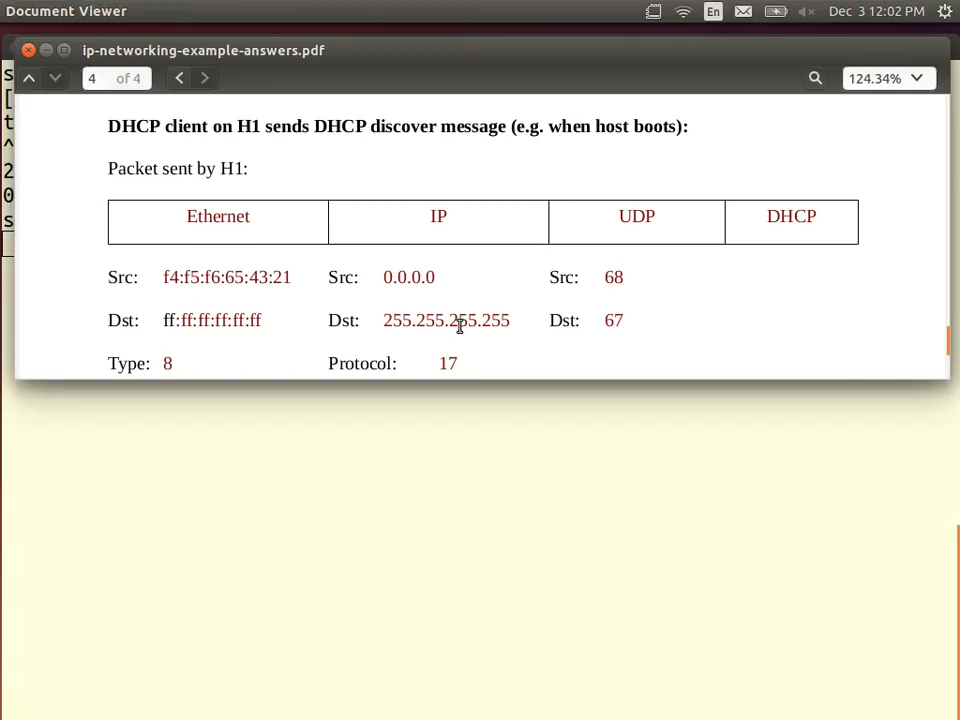 Document Viewer En Dec 3 12:02 PM
ip-networking-example-answers.pdf
4 of 4 124.34%
s
[
t
^
2
0
s
DHCP client on H1 sends DHCP discover message (e.g. when host boots):
Packet sent by H1:
Ethernet IP UDP DHCP
Src: f4:f5:f6:65:43:21 Src: 0.0.0.0 Src: 68
Dst: ff:ff:ff:ff:ff:ff Dst: 255.255.255.255 Dst: 67
Type: 8 Protocol: 17